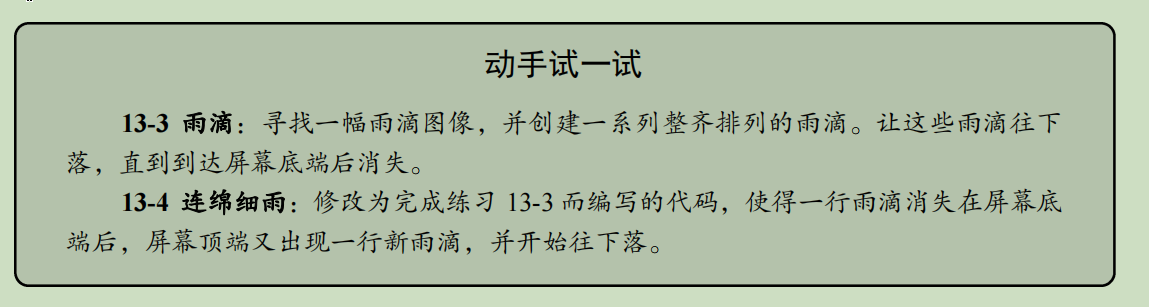 动手试一试
13-3 雨滴：寻找一幅雨滴图像，并创建一系列整齐排列的雨滴。让这些雨滴往下
落，直到到达屏幕底端后消失。
13-4 连绵细雨：修改为完成练习 13-3 而编写的代码，使得一行雨滴消失在屏幕底
端后，屏幕顶端又出现一行新雨滴，并开始往下落。